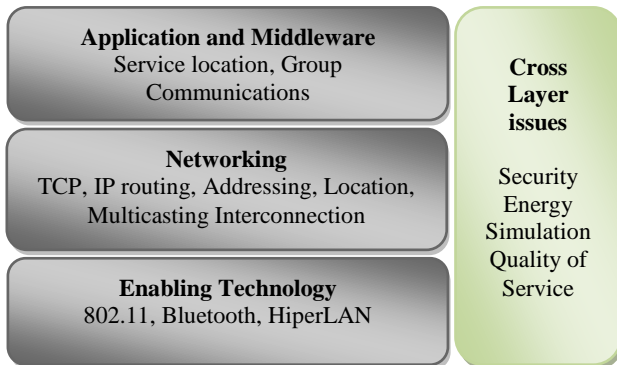 Application and Middleware
Service location, Group
Communications
Networking
TCP, IP routing, Addressing, Location,
Multicasting Interconnection
Enabling Technology
802.11, Bluetooth, HiperLAN
Cross
Layer
issues
Security
Energy
Simulation
Quality of
Service